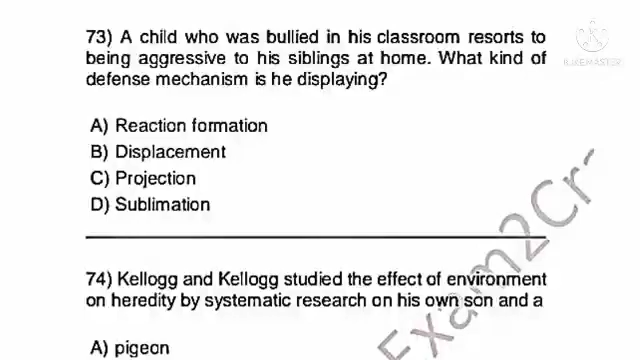 73) A child who was bullied in his classroom resorts to
being aggressive to his siblings at home. What kind of
defense mechanism is he displaying?
A) Reaction formation
B) Displacement
C) Projection
D) Sublimation
74) Kellogg and Kellogg studied the effect of environment
on heredity by systematic research on his own son and a
A) pigeon
Exam2Cr
KINEMASTER